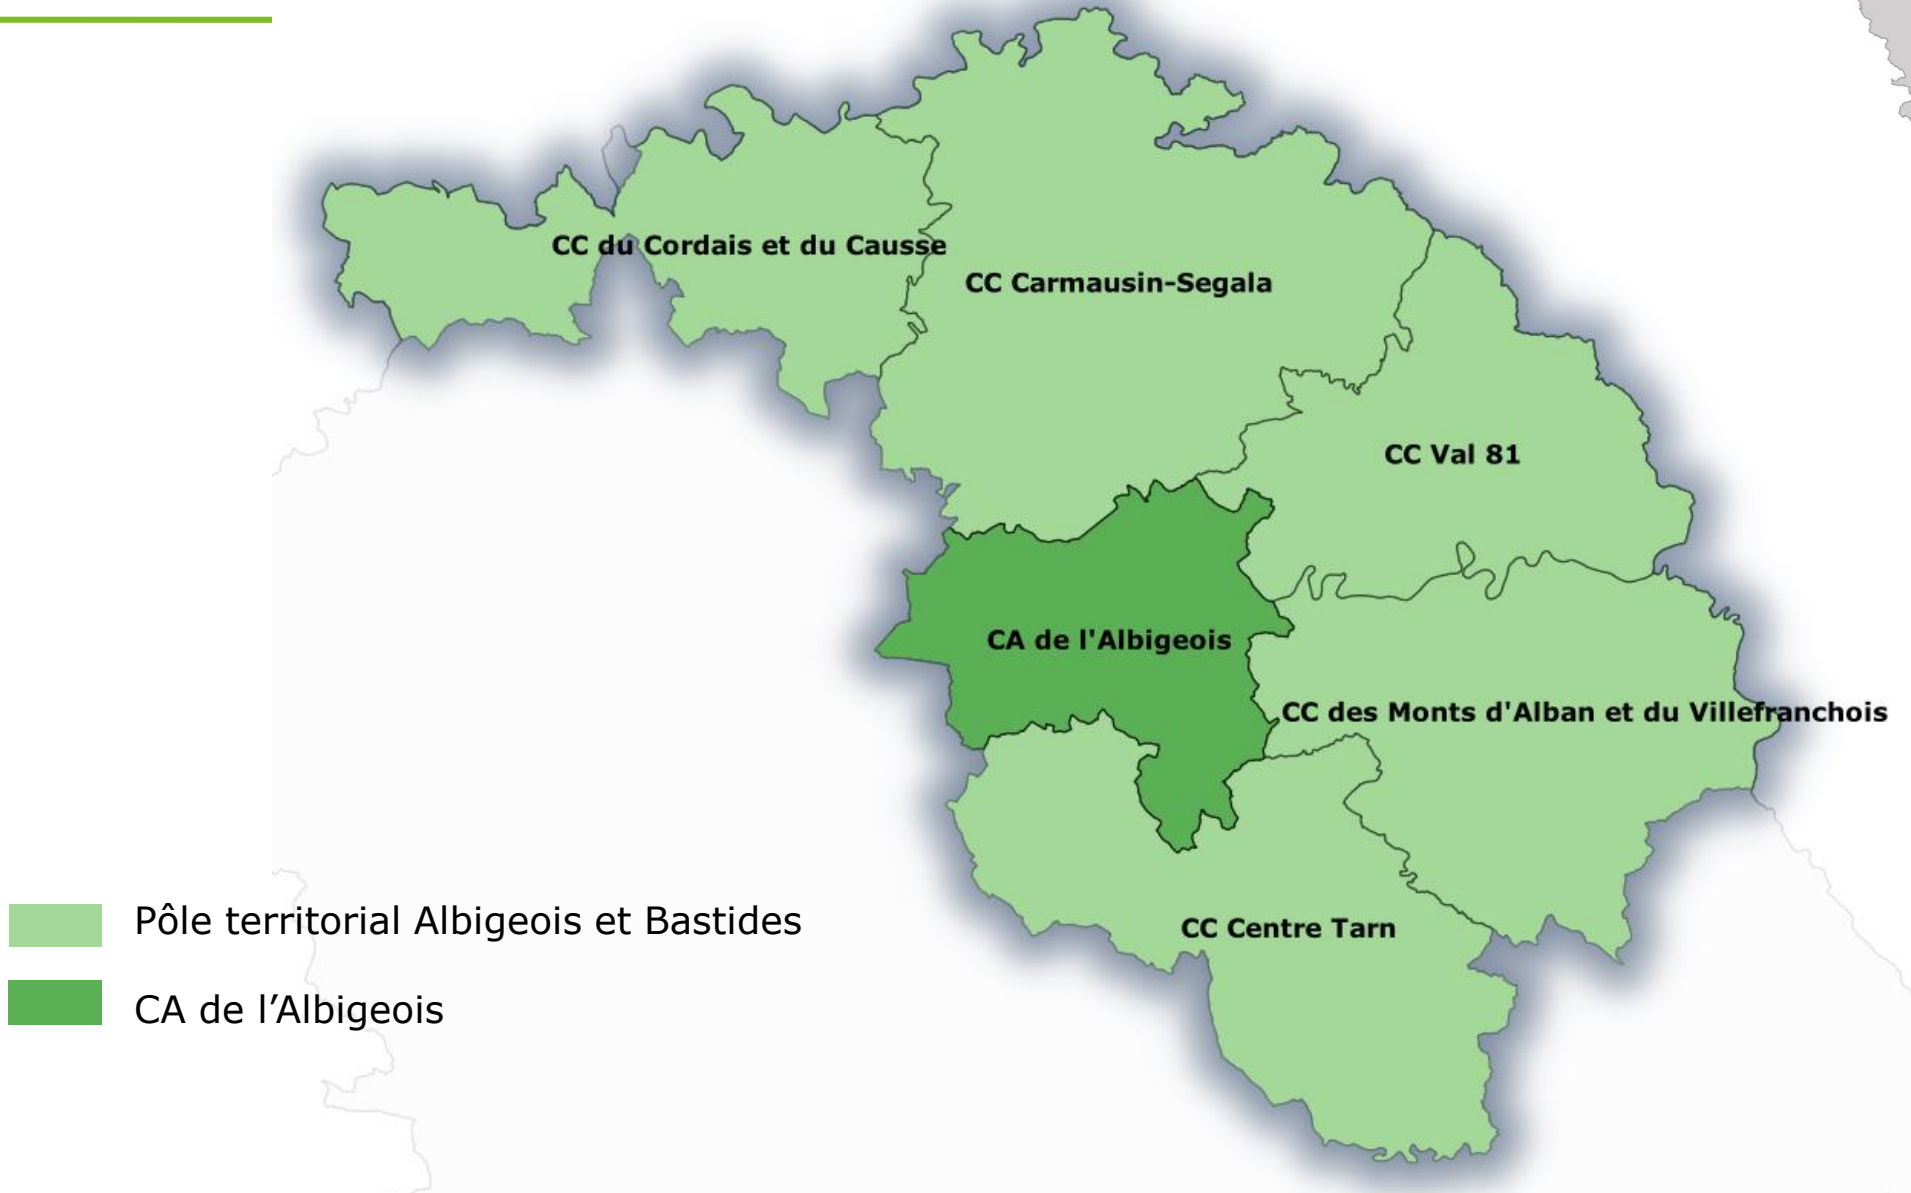 CC du Cordais et du Causse
CC Carmausin-Segala
CC Val 81
CA de l'Albigeois
CC des Monts d'Alban et du Villefranchois
CC Centre Tarn
Pôle territorial Albigeois et Bastides
CA de l’Albigeois